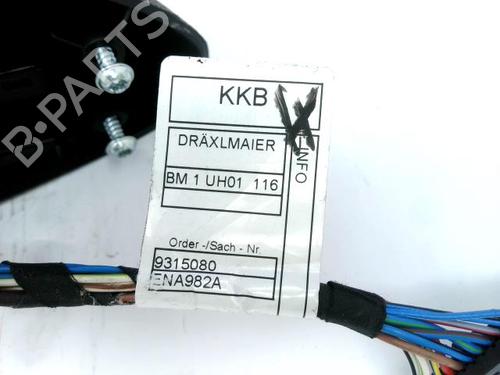 B-PARTS
KKB
INFO
DRÄXLMAIER
BM 1 UH01 116
Order -/Sach - Nr.
9315080
ENA982A